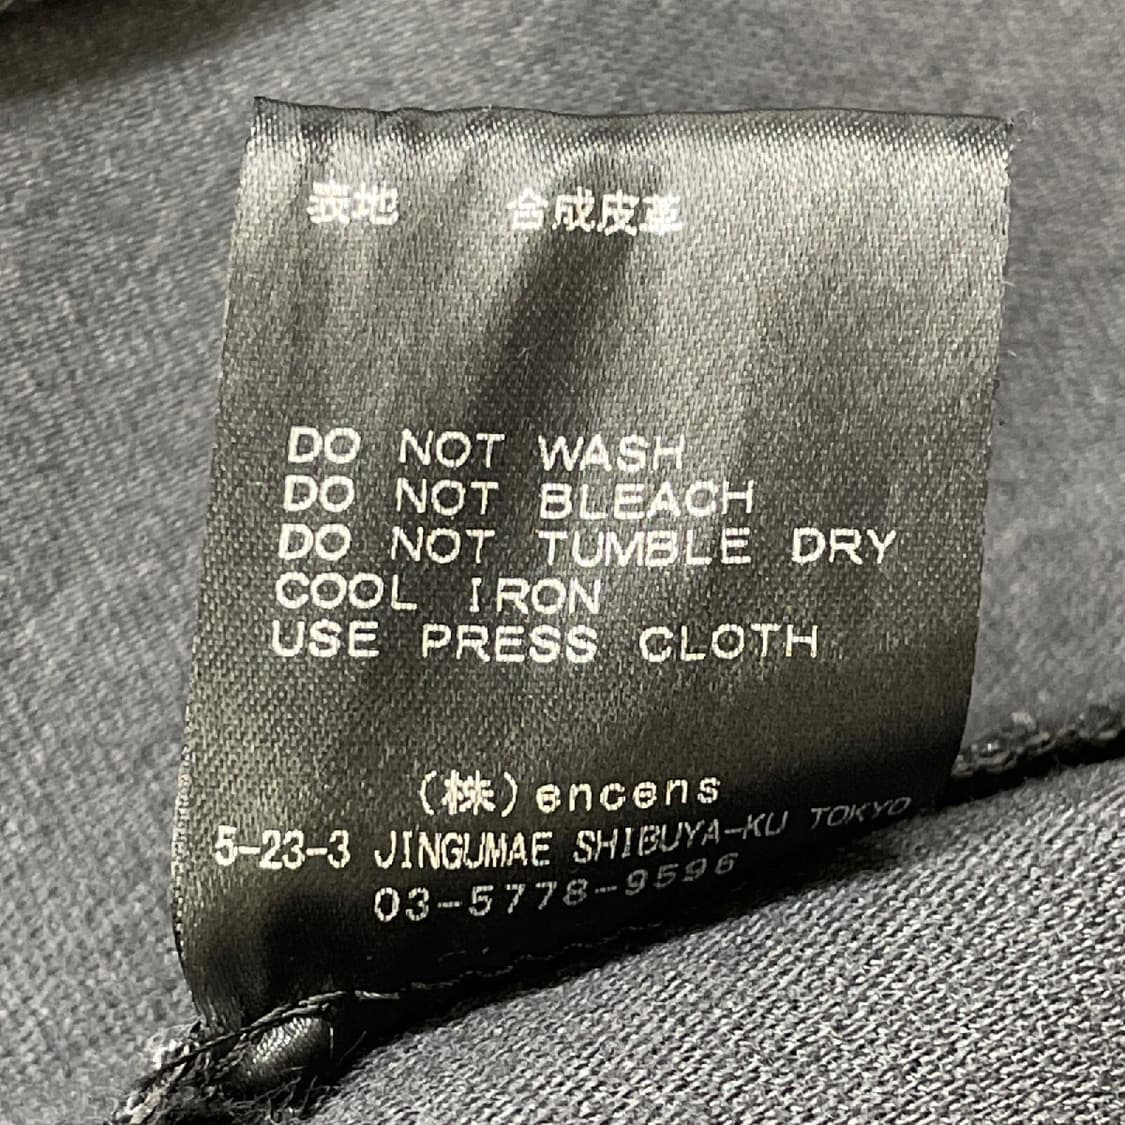 表地 合成皮革
DO NOT WASH
DO NOT BLEACH
DO NOT TUMBLE DRY
COOL IRON
USE PRESS CLOTH
(株)encens
5-23-3 JINGUMAE SHIBUYA-KU TOKYO
03-5778-9596